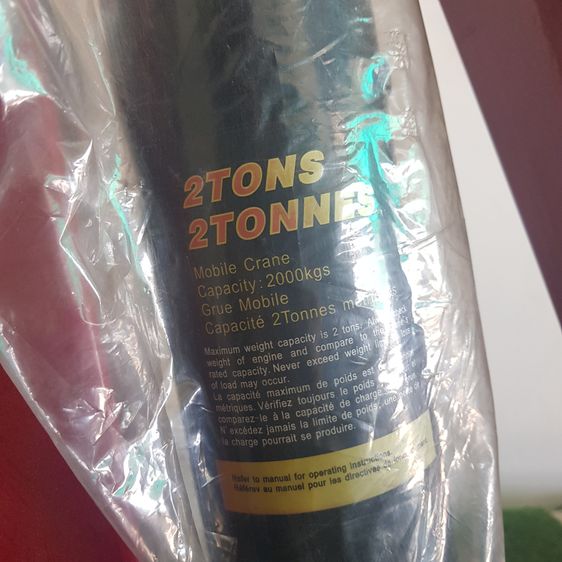 2TONS
2TONNES
Mobile Crane
Capacity: 2000kgs
Grue Mobile
Capacité 2Tonnes
Maximum weight capacity is 2 tons.
weight of engine and compare to the
rated capacity. Never exceed weight
of load may occur.
La capacité maximum de poids est
métriques. Vérifiez toujours le poids
comparez-le à la capacité de charge
N' excédez jamais la limite de poids;
la charge pourrait se produire.
Refer to manual for operating instructions.
Référez au manuel pour les directives